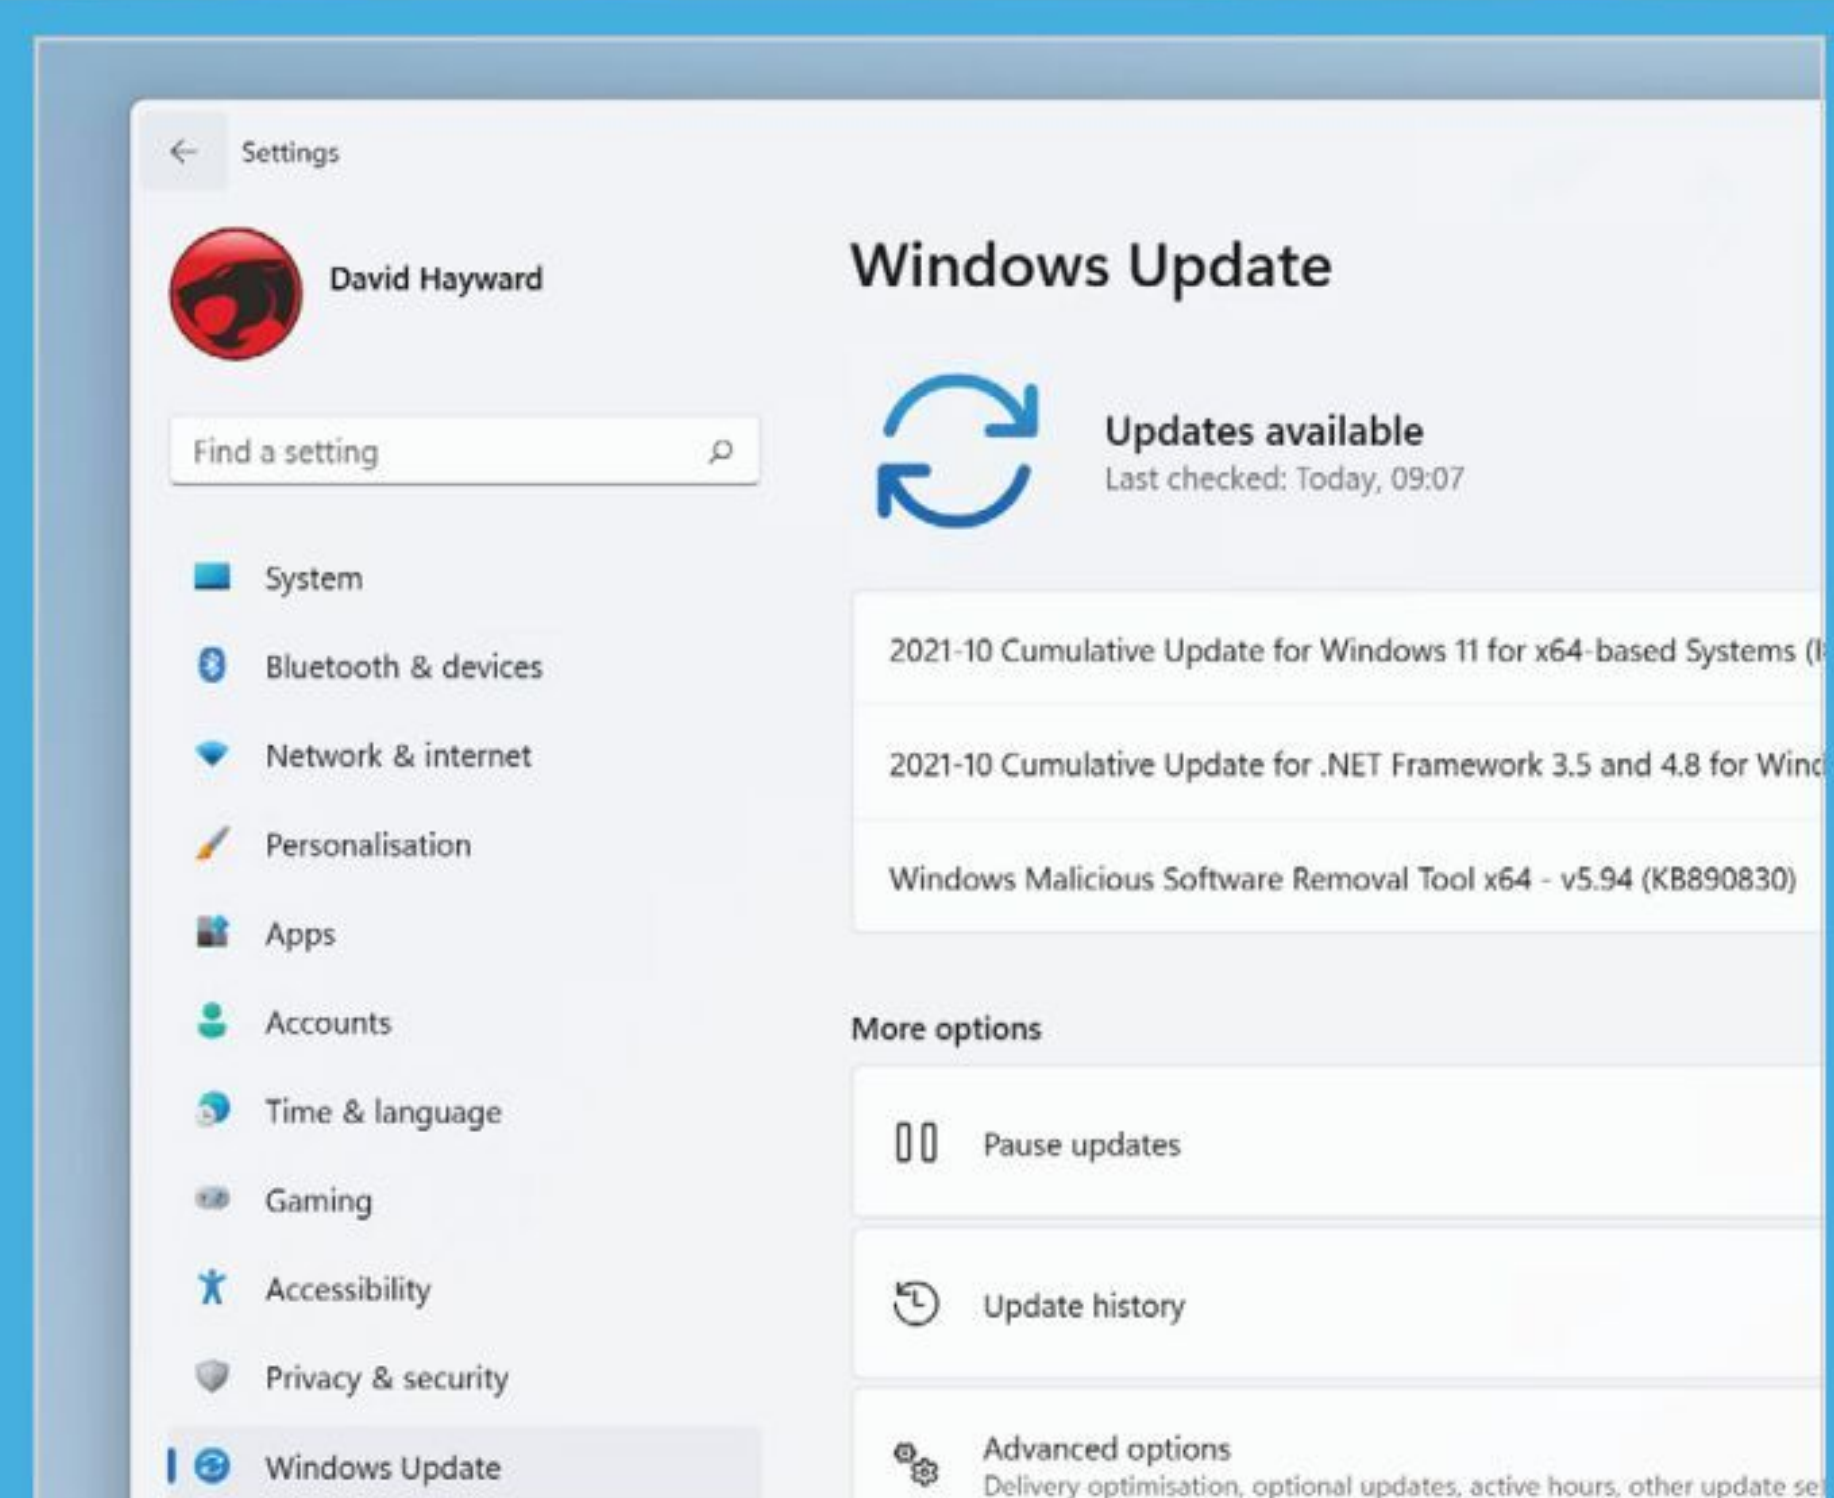 Settings
David Hayward
Find a setting
System
Bluetooth & devices
Network & internet
Personalisation
Apps
Accounts
Time & language
Gaming
Accessibility
Privacy & security
Windows Update
Windows Update
Updates available
Last checked: Today, 09:07
2021-10 Cumulative Update for Windows 11 for x64-based Systems
2021-10 Cumulative Update for .NET Framework 3.5 and 4.8 for
Windows Malicious Software Removal Tool x64 - v5.94 (KB890830)
More options
Pause updates
Update history
Advanced options
Delivery optimisation, optional updates, active hours, other update